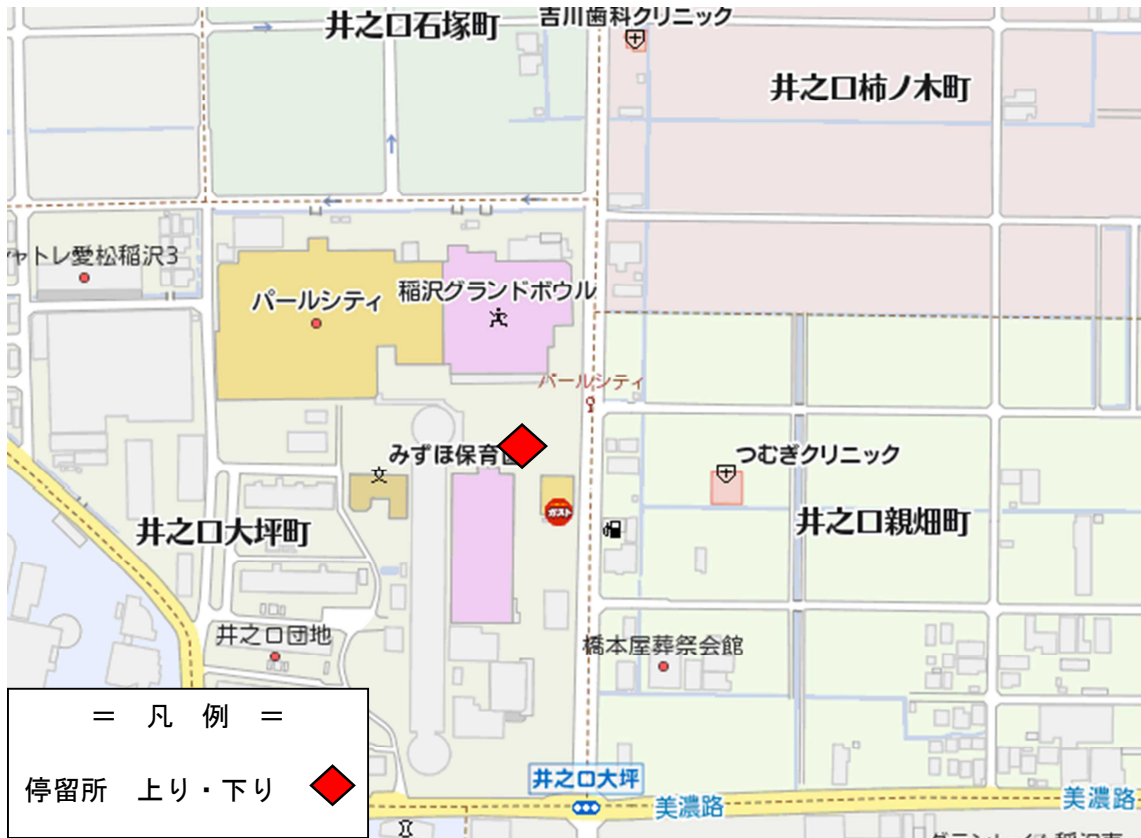 井之口石塚町
吉川歯科クリニック
井之口柿ノ木町
ャトレ愛松稲沢3
パールシティ
稲沢グランドボウル
パールシティ
みずほ保育園
つむぎクリニック
ガスト
井之口大坪町
井之口親畑町
井之口団地
橋本屋葬祭会館
＝ 凡 例 ＝
停留所 上り・下り
井之口大坪
美濃路
美濃路